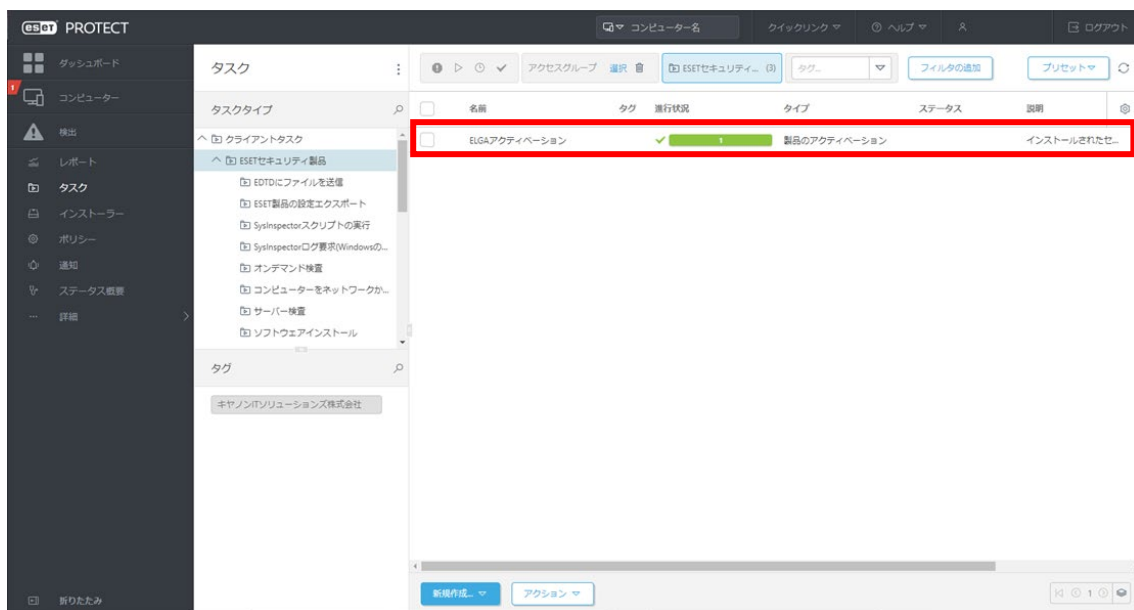 eset PROTECT
コンピューター名
クイックリンク
ヘルプ
ログアウト
1
ダッシュボード
コンピューター
検出
レポート
タスク
インストーラー
ポリシー
通知
ステータス概要
詳細
折りたたみ
タスク
タスクタイプ
クライアントタスク
ESETセキュリティ製品
EDTDにファイルを送信
ESET製品の設定エクスポート
SysInspectorスクリプトの実行
SysInspectorログ要求(Windowsの...
オンデマンド検査
コンピューターをネットワークか...
サーバー検査
ソフトウェアインストール
タグ
キヤノンITソリューションズ株式会社
アクセスグループ 選択
ESETセキュリティ... (3)
タグ...
フィルタの追加
プリセット
名前 タグ 進行状況 タイプ ステータス 説明
ELGAアクティベーション 1 製品のアクティベーション インストールされたセ...
新規作成...
アクション
1